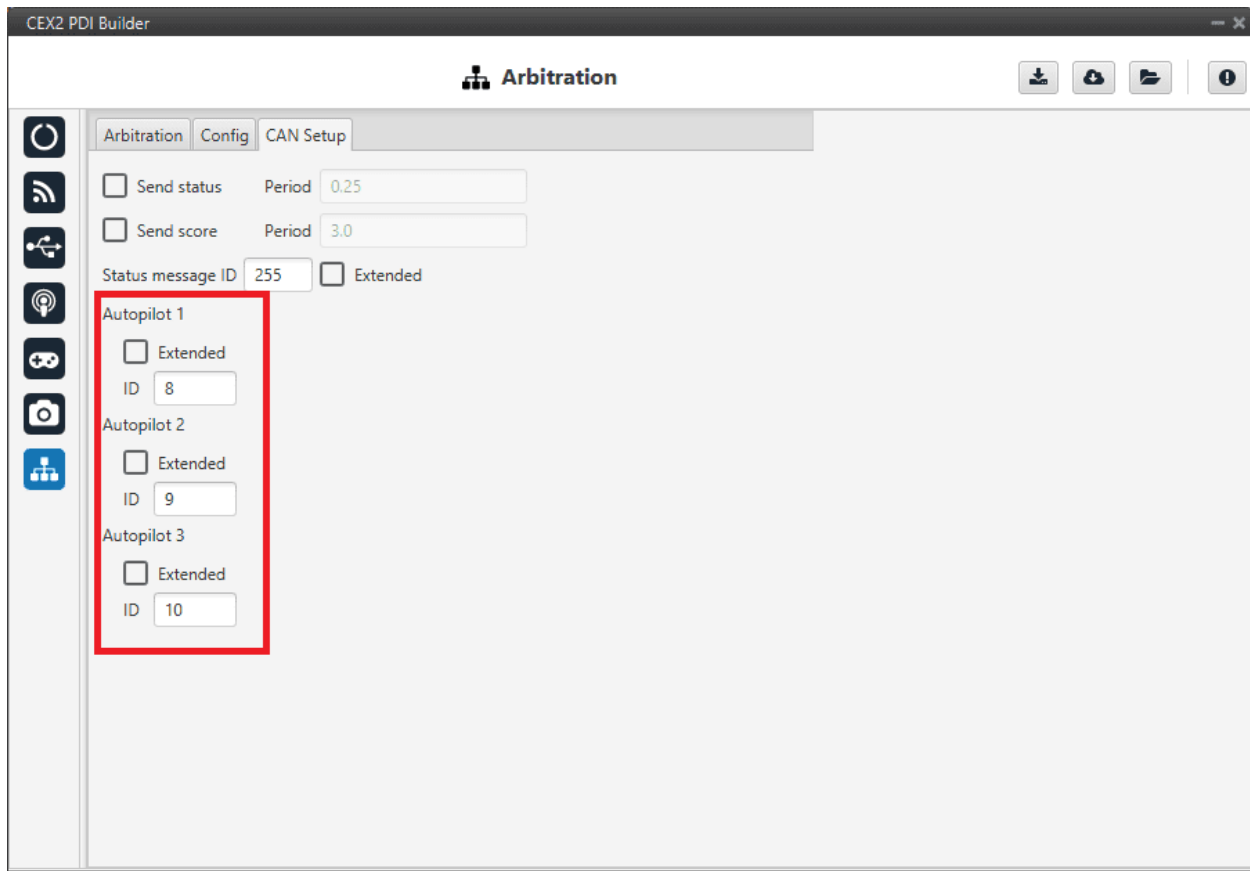 CEX2 PDI Builder
Arbitration
Arbitration Config CAN Setup
Send status Period 0.25
Send score Period 3.0
Status message ID 255 Extended
Autopilot 1
Extended
ID 8
Autopilot 2
Extended
ID 9
Autopilot 3
Extended
ID 10